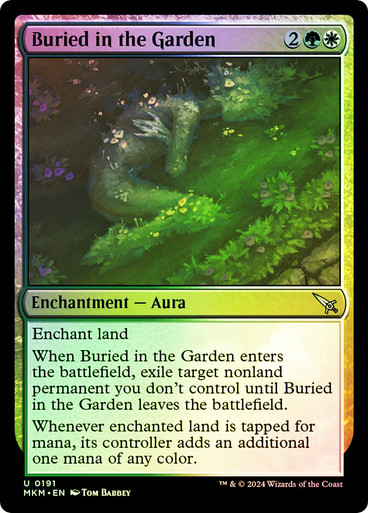 Buried in the Garden 2
Enchantment — Aura
Enchant land
When Buried in the Garden enters
the battlefield, exile target nonland
permanent you don't control until Buried
in the Garden leaves the battlefield.
Whenever enchanted land is tapped for
mana, its controller adds an additional
one mana of any color.
U 0191
MKM • EN Tom Babbey
™ & © 2024 Wizards of the Coast